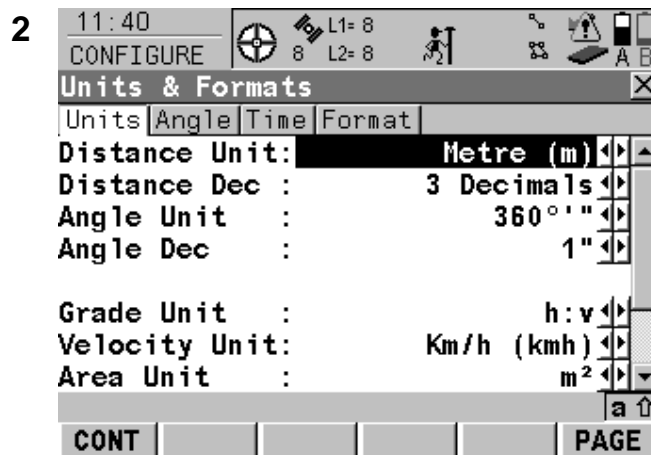 2
11:40
CONFIGURE
8 L1= 8
L2= 8
A B
Units & Formats
Units Angle Time Format
Distance Unit: Metre (m)
Distance Dec : 3 Decimals
Angle Unit : 360°'"
Angle Dec : 1"
Grade Unit : h:v
Velocity Unit: Km/h (kmh)
Area Unit : m²
a
CONT PAGE